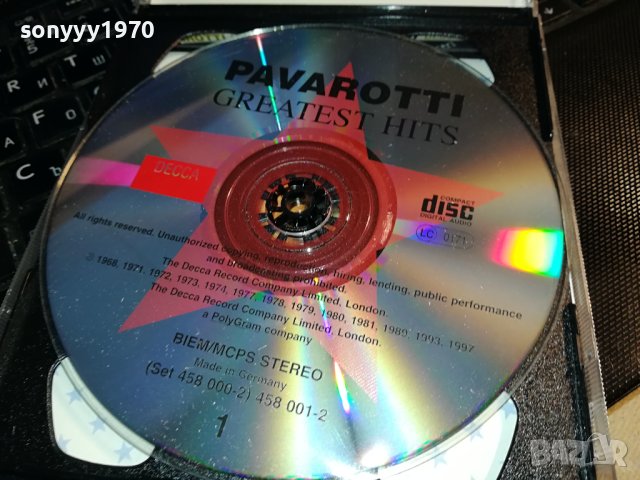 sonyyy1970
PAVAROTTI
GREATEST HITS
DECCA
COMPACT
disc
DIGITAL AUDIO
LC 0171
All rights reserved. Unauthorized copying, hiring, lending, public performance
and broadcasting prohibited.
The Decca Record Company Limited, London.
1968, 1971, 1972, 1973, 1974, 1977, 1978, 1979, 1980, 1981, 1989, 1993, 1997
The Decca Record Company Limited, London.
a PolyGram company
BIEM/MCPS STEREO
Made in Germany
(Set 458 000-2) 458 001-2
1
BAZAR